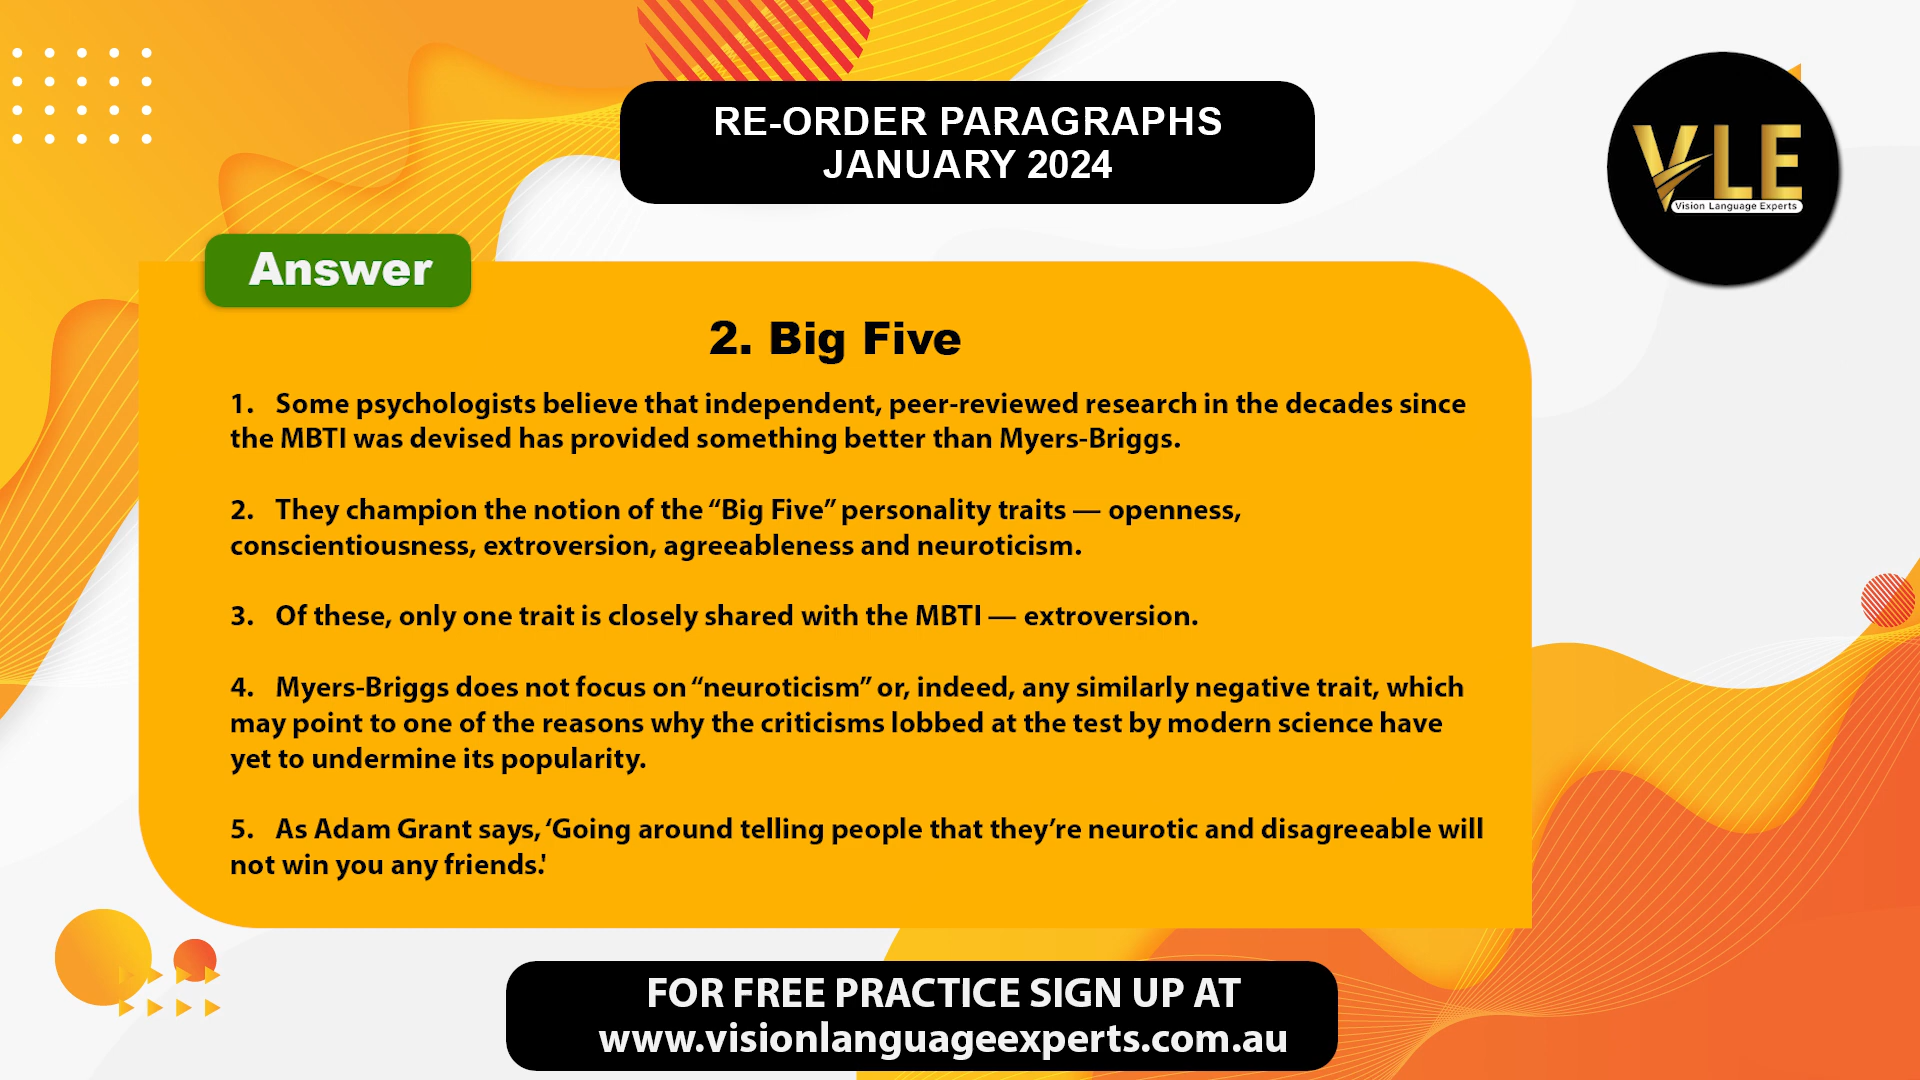 RE-ORDER PARAGRAPHS
JANUARY 2024
VLE
Vision Language Experts
Answer
2. Big Five
1. Some psychologists believe that independent, peer-reviewed research in the decades since
the MBTI was devised has provided something better than Myers-Briggs.
2. They champion the notion of the “Big Five” personality traits — openness,
conscientiousness, extroversion, agreeableness and neuroticism.
3. Of these, only one trait is closely shared with the MBTI — extroversion.
4. Myers-Briggs does not focus on “neuroticism” or, indeed, any similarly negative trait, which
may point to one of the reasons why the criticisms lobbed at the test by modern science have
yet to undermine its popularity.
5. As Adam Grant says, ‘Going around telling people that they’re neurotic and disagreeable will
not win you any friends.'
FOR FREE PRACTICE SIGN UP AT
www.visionlanguageexperts.com.au